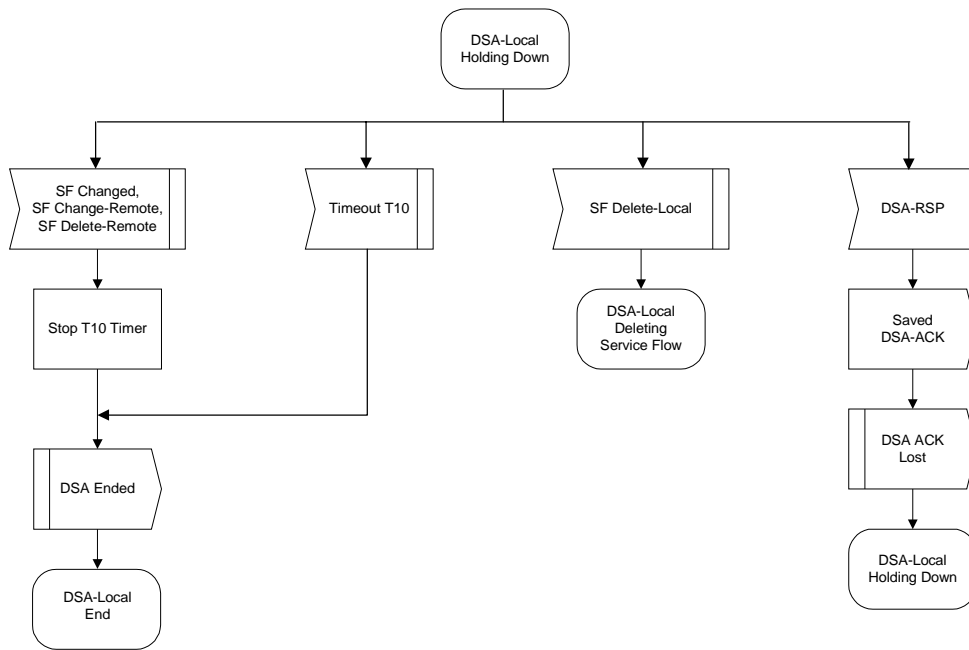 DSA-Local
Holding Down
SF Changed,
SF Change-Remote,
SF Delete-Remote
Timeout T10
SF Delete-Local
DSA-RSP
Stop T10 Timer
DSA-Local
Deleting
Service Flow
Saved
DSA-ACK
DSA Ended
DSA ACK
Lost
DSA-Local
End
DSA-Local
Holding Down